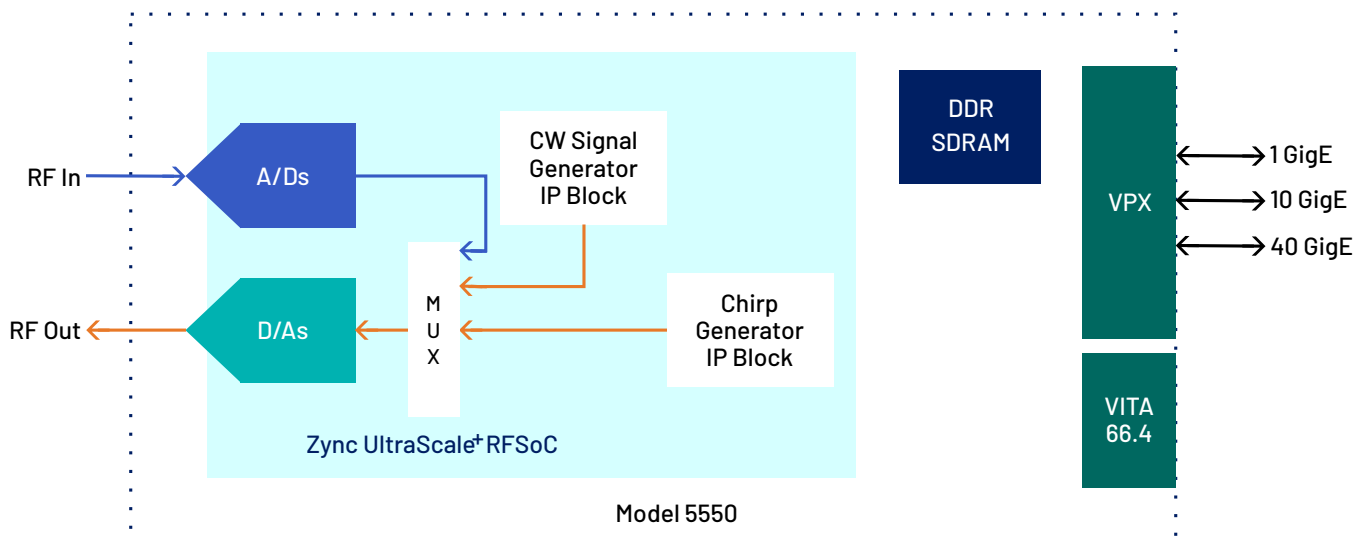 RF In
A/Ds
CW Signal
Generator
IP Block
DDR
SDRAM
VPX
1 GigE
10 GigE
40 GigE
RF Out
D/As
M
U
X
Chirp
Generator
IP Block
VITA
66.4
Zync UltraScale+ RFSoC
Model 5550